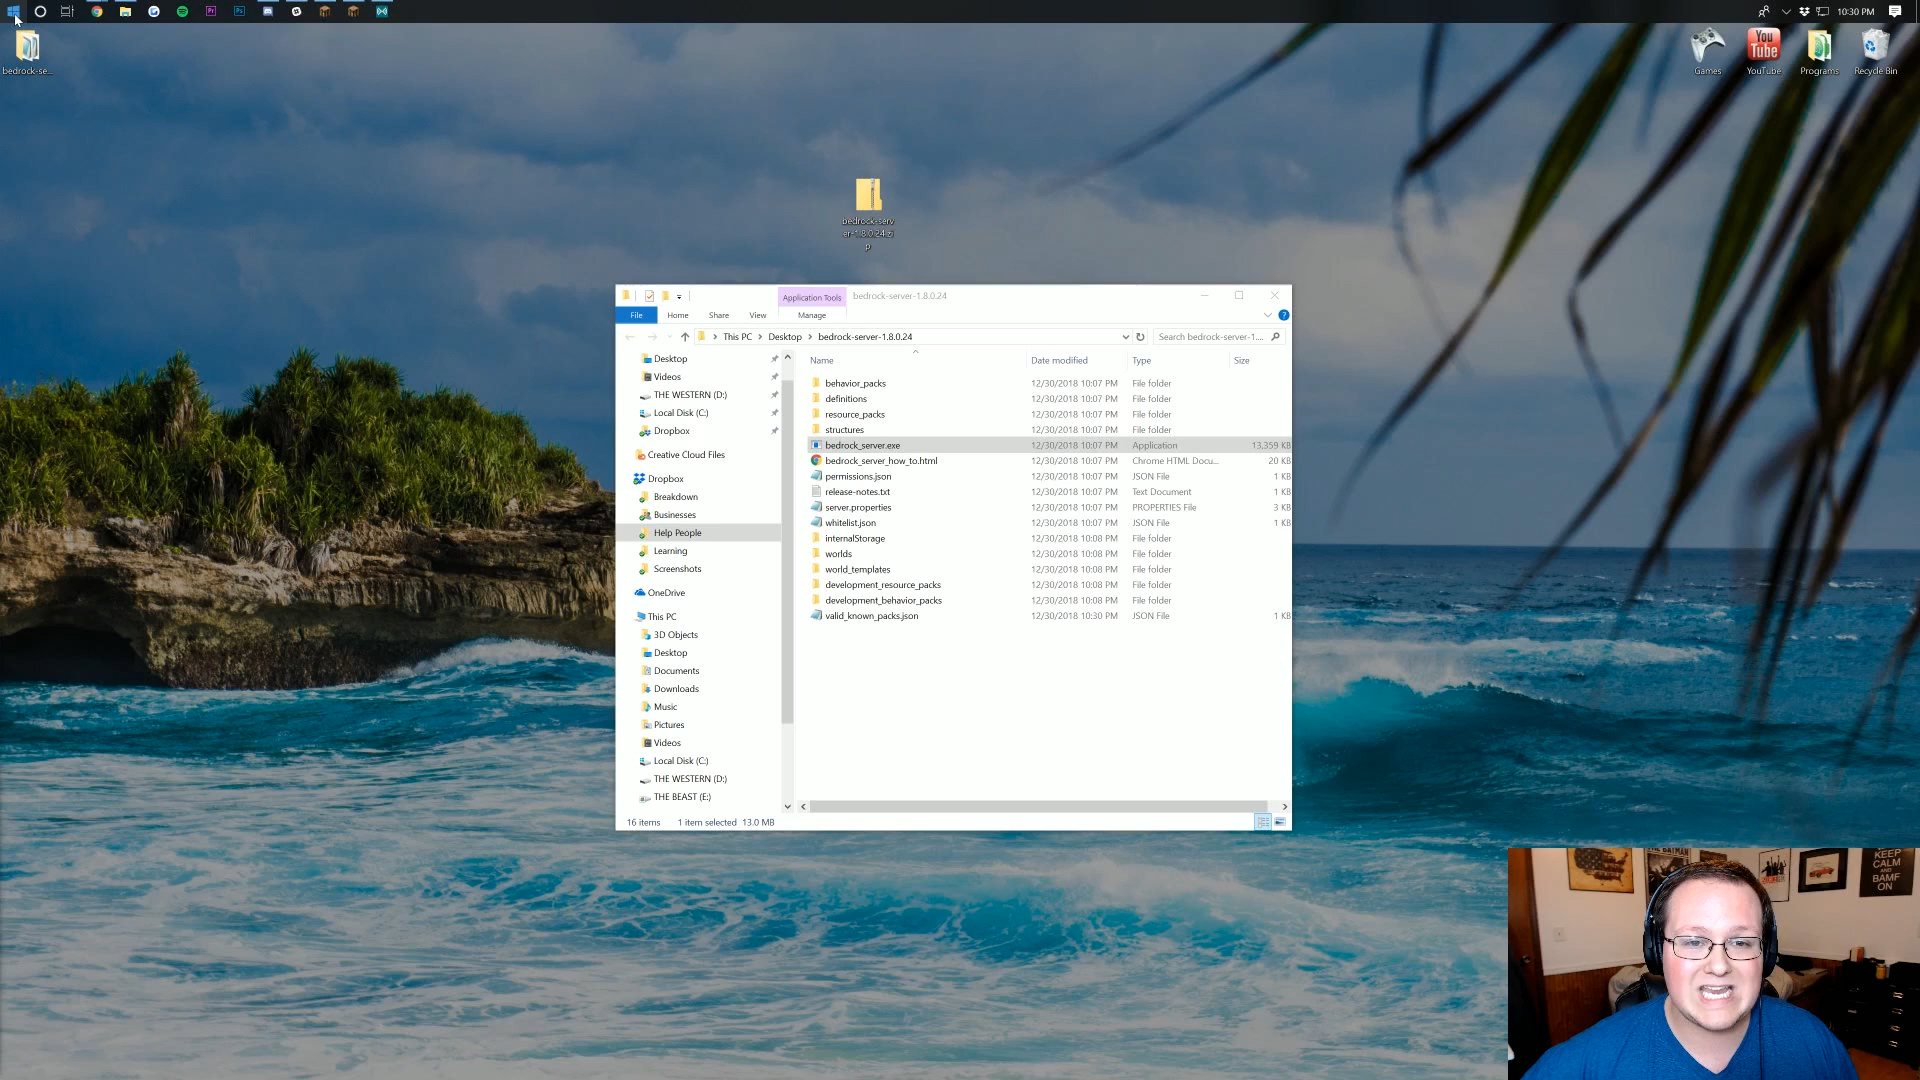 10:30 PM
bedrock-se...
Games
YouTube
Programs
Recycle Bin
bedrock-serv
er-1.8.0.24.zi
p
Application Tools
bedrock-server-1.8.0.24
File
Home
Share
View
Manage
This PC
Desktop
bedrock-server-1.8.0.24
Search bedrock-server-1....
Name
Date modified
Type
Size
Desktop
Videos
THE WESTERN (D:)
Local Disk (C:)
Dropbox
Creative Cloud Files
Dropbox
Breakdown
Businesses
Help People
Learning
Screenshots
OneDrive
This PC
3D Objects
Desktop
Documents
Downloads
Music
Pictures
Videos
Local Disk (C:)
THE WESTERN (D:)
THE BEAST (E:)
behavior_packs 12/30/2018 10:07 PM File folder
definitions 12/30/2018 10:07 PM File folder
resource_packs 12/30/2018 10:07 PM File folder
structures 12/30/2018 10:07 PM File folder
bedrock_server.exe 12/30/2018 10:07 PM Application 13,359 KB
bedrock_server_how_to.html 12/30/2018 10:07 PM Chrome HTML Docu... 20 KB
permissions.json 12/30/2018 10:07 PM JSON File 1 KB
release-notes.txt 12/30/2018 10:07 PM Text Document 1 KB
server.properties 12/30/2018 10:07 PM PROPERTIES File 3 KB
whitelist.json 12/30/2018 10:07 PM JSON File 1 KB
internalStorage 12/30/2018 10:08 PM File folder
worlds 12/30/2018 10:08 PM File folder
world_templates 12/30/2018 10:08 PM File folder
development_resource_packs 12/30/2018 10:08 PM File folder
development_behavior_packs 12/30/2018 10:08 PM File folder
valid_known_packs.json 12/30/2018 10:30 PM JSON File 1 KB
16 items
1 item selected 13.0 MB
THE BATMAN
KEEP
CALM
AND
BAMF
ON